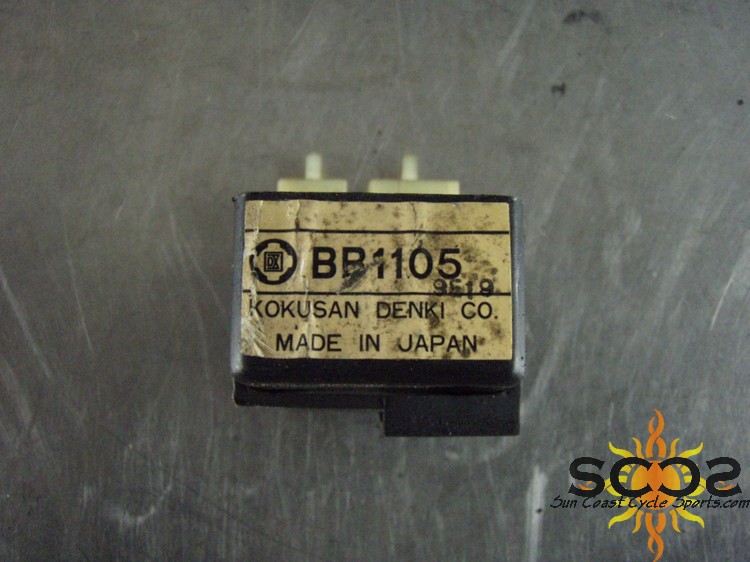 BB1105
9519
KOKUSAN DENKI CO.
MADE IN JAPAN
SCCS
Sun Coast Cycle Sports.com